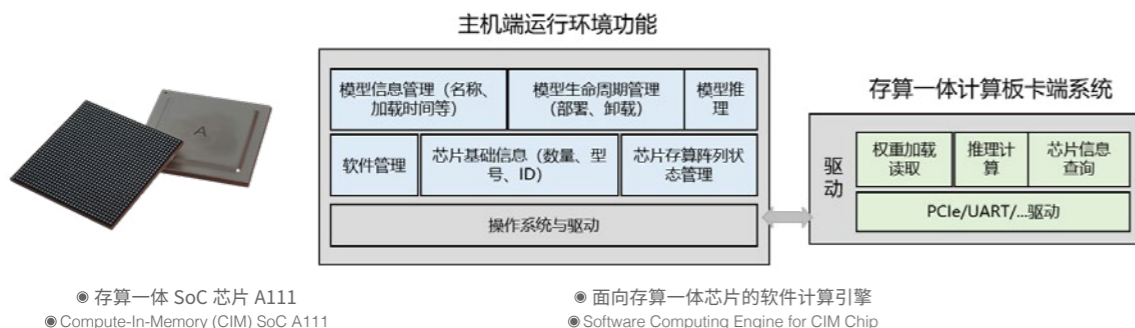 主机端运行环境功能
模型信息管理（名称、
加载时间等）
模型生命周期管理
（部署、卸载）
模型推
理
软件管理
芯片基础信息（数量、型
号、ID）
芯片存算阵列状
态管理
操作系统与驱动
存算一体计算板卡端系统
驱
动
权重加载
读取
推理计
算
芯片信息
查询
PCIe/UART/...驱动
A
◉ 存算一体 SoC 芯片 A111
◉ Compute-In-Memory (CIM) SoC A111
◉ 面向存算一体芯片的软件计算引擎
◉ Software Computing Engine for CIM Chip